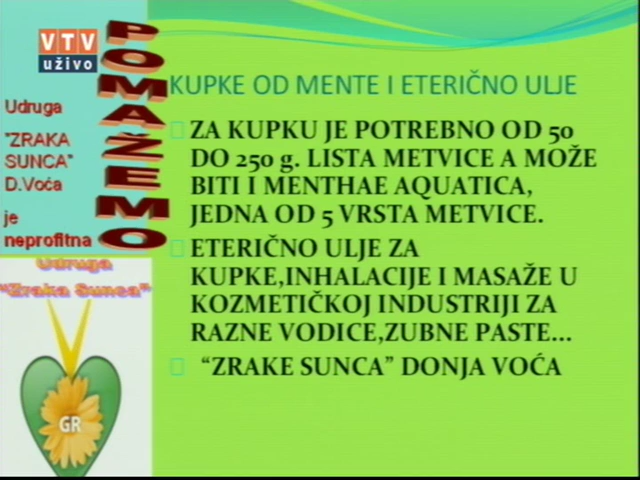 VTV
uživo
POMAŽEMO
Udruga
"ZRAKA
SUNCA"
D.Voća
je
neprofitna
Udruga
"Zraka Sunca"
GR
KUPKE OD MENTE I ETERIČNO ULJE
ZA KUPKU JE POTREBNO OD 50
DO 250 g. LISTA METVICE A MOŽE
BITI I MENTHAE AQUATICA,
JEDNA OD 5 VRSTA METVICE.
ETERIČNO ULJE ZA
KUPKE,INHALACIJE I MASAŽE U
KOZMETIČKOJ INDUSTRIJI ZA
RAZNE VODICE,ZUBNE PASTE...
“ZRAKE SUNCA” DONJA VOĆA